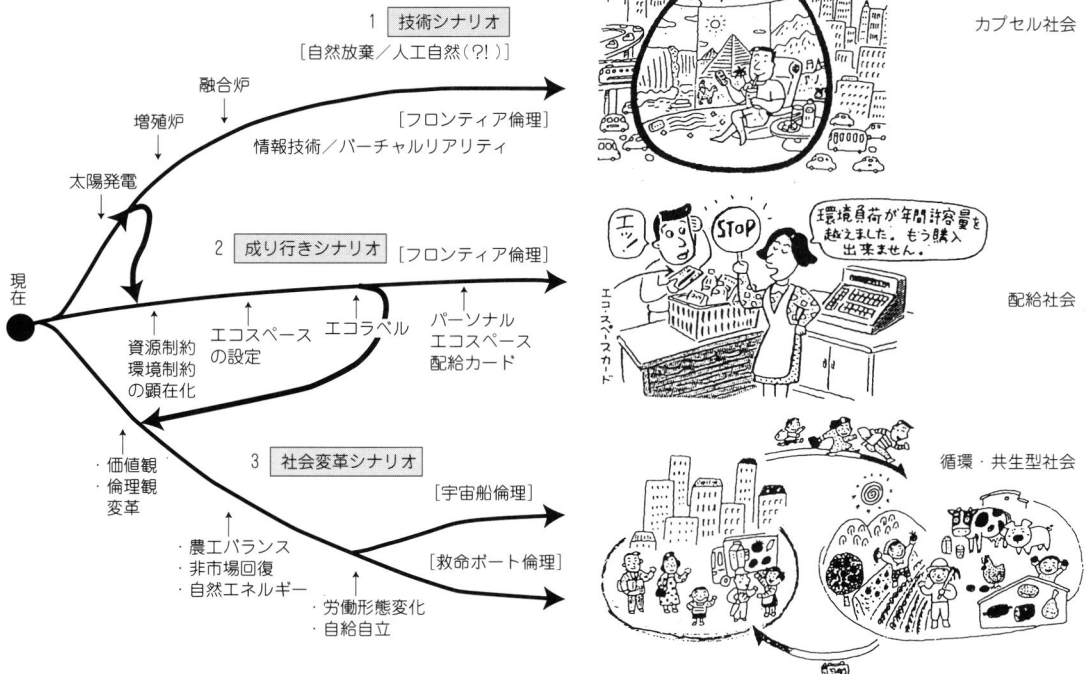 1 技術シナリオ
[自然放棄／人工自然(?!)]
融合炉
増殖炉
太陽発電
[フロンティア倫理]
情報技術／バーチャルリアリティ
カプセル社会
現在
2 成り行きシナリオ
[フロンティア倫理]
資源制約
環境制約
の顕在化
エコスペース
の設定
エコラベル
パーソナル
エコスペース
配給カード
エッ!
STOP
環境負荷が年間許容量を
越えました。もう購入
出来ません。
エコ・スペースカード
配給社会
・価値観
・倫理観
変革
3 社会変革シナリオ
・農工バランス
・非市場回復
・自然エネルギー
[宇宙船倫理]
[救命ボート倫理]
・労働形態変化
・自給自立
循環・共生型社会